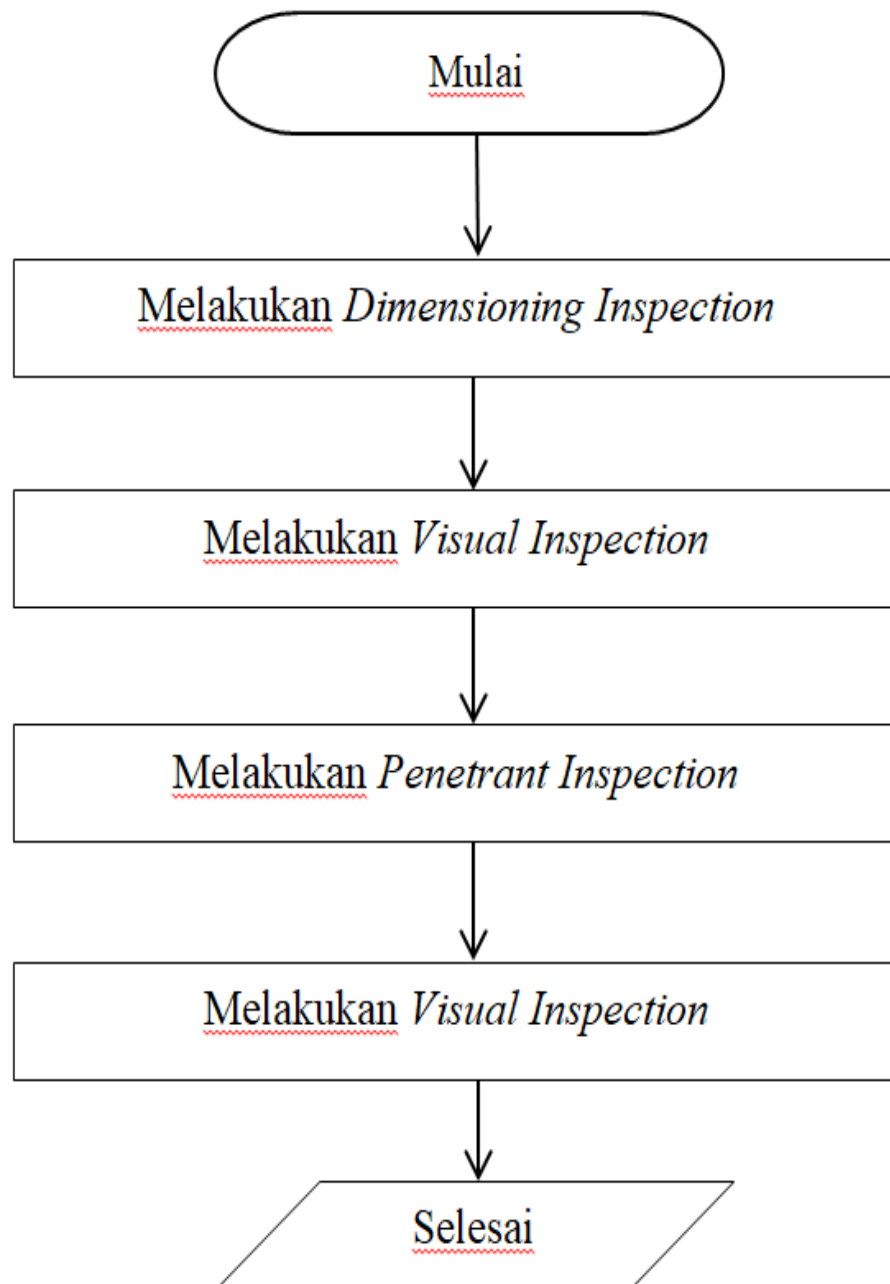 Mulai
Melakukan Dimensioning Inspection
Melakukan Visual Inspection
Melakukan Penetrant Inspection
Melakukan Visual Inspection
Selesai